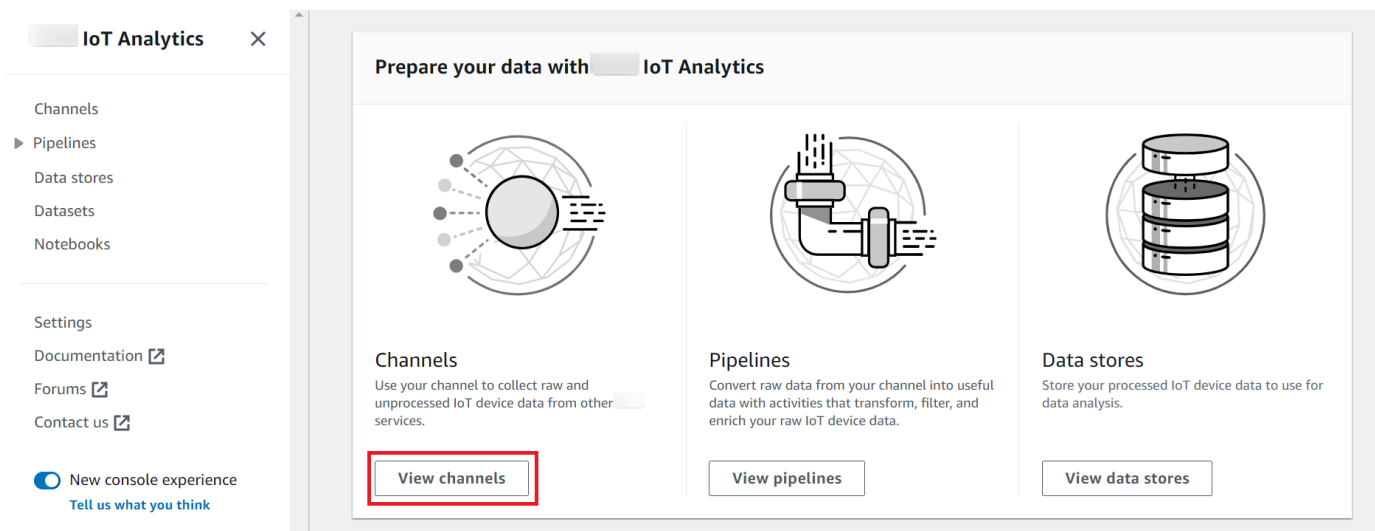 IoT Analytics
Channels
Pipelines
Data stores
Datasets
Notebooks
Settings
Documentation
Forums
Contact us
New console experience
Tell us what you think
Prepare your data with IoT Analytics
Channels
Use your channel to collect raw and
unprocessed IoT device data from other
services.
View channels
Pipelines
Convert raw data from your channel into useful
data with activities that transform, filter, and
enrich your raw IoT device data.
View pipelines
Data stores
Store your processed IoT device data to use for
data analysis.
View data stores